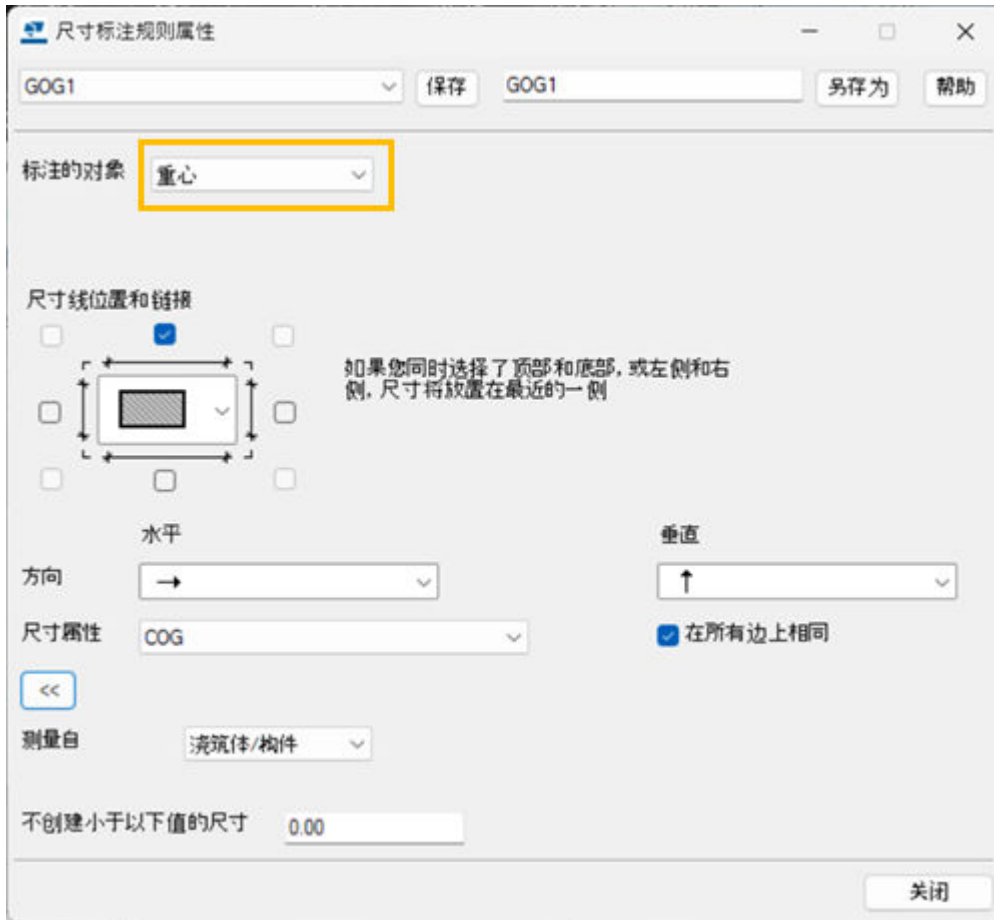 尺寸标注规则属性
GOG1 保存 GOG1 另存为 帮助
标注的对象 重心
尺寸线位置和链接
如果您同时选择了顶部和底部, 或左侧和右
侧, 尺寸将放置在最近的一侧
水平 垂直
方向 → ↑
尺寸属性 COG 在所有边上相同
<<
测量自 浇筑体/构件
不创建小于以下值的尺寸 0.00
关闭